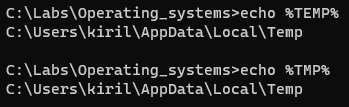 C:\Labs\Operating_systems>echo %TEMP%
C:\Users\kiril\AppData\Local\Temp
C:\Labs\Operating_systems>echo %TMP%
C:\Users\kiril\AppData\Local\Temp